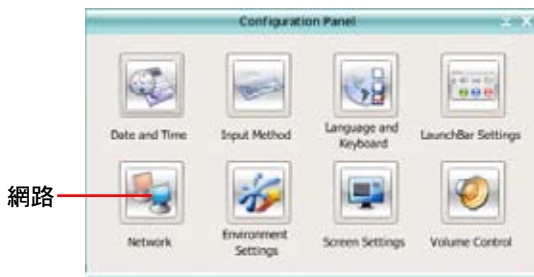 Configuration Panel
Date and Time
Input Method
Language and
Keyboard
LaunchBar Settings
網路
Network
Environment
Settings
Screen Settings
Volume Control